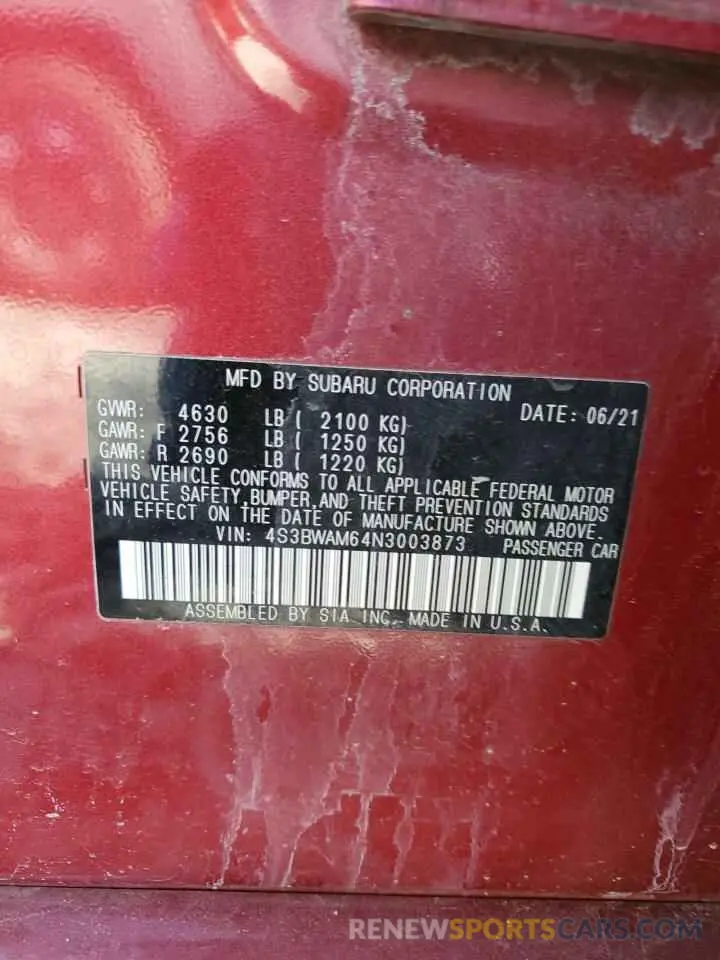 MFD BY SUBARU CORPORATION
GVWR: 4630 LB ( 2100 KG) DATE: 06/21
GAWR: F 2756 LB ( 1250 KG)
GAWR: R 2690 LB ( 1220 KG)
THIS VEHICLE CONFORMS TO ALL APPLICABLE FEDERAL MOTOR
VEHICLE SAFETY,BUMPER,AND THEFT PREVENTION STANDARDS
IN EFFECT ON THE DATE OF MANUFACTURE SHOWN ABOVE.
VIN: 4S3BWAM64N3003873 PASSENGER CAR
ASSEMBLED BY SIA INC. MADE IN U.S.A.
RENEWSPORTSCARS.COM